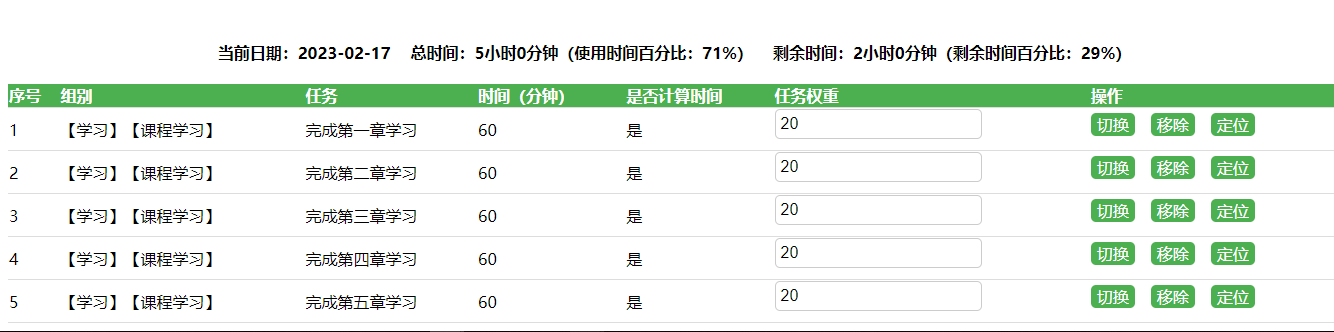 当前日期：2023-02-17 总时间：5小时0分钟（使用时间百分比：71%） 剩余时间：2小时0分钟（剩余时间百分比：29%）
序号 组别 任务 时间（分钟） 是否计算时间 任务权重 操作
1 【学习】【课程学习】 完成第一章学习 60 是 20 切换 移除 定位
2 【学习】【课程学习】 完成第二章学习 60 是 20 切换 移除 定位
3 【学习】【课程学习】 完成第三章学习 60 是 20 切换 移除 定位
4 【学习】【课程学习】 完成第四章学习 60 是 20 切换 移除 定位
5 【学习】【课程学习】 完成第五章学习 60 是 20 切换 移除 定位